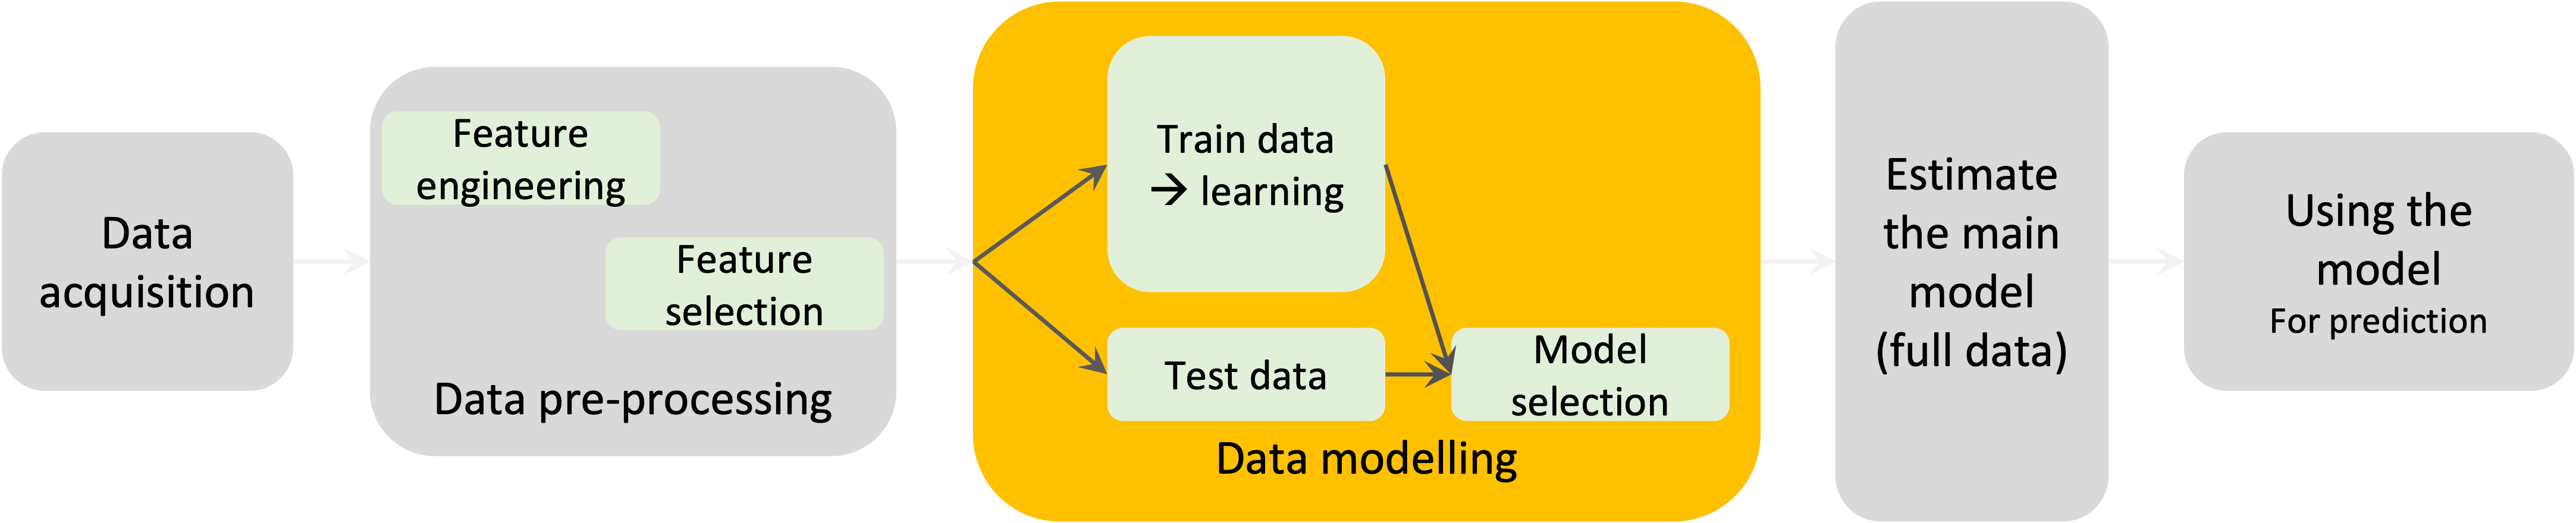 Data
acquisition
Feature
engineering
Feature
selection
Data pre-processing
Train data
→ learning
Test data
Model
selection
Data modelling
Estimate
the main
model
(full data)
Using the
model
For prediction